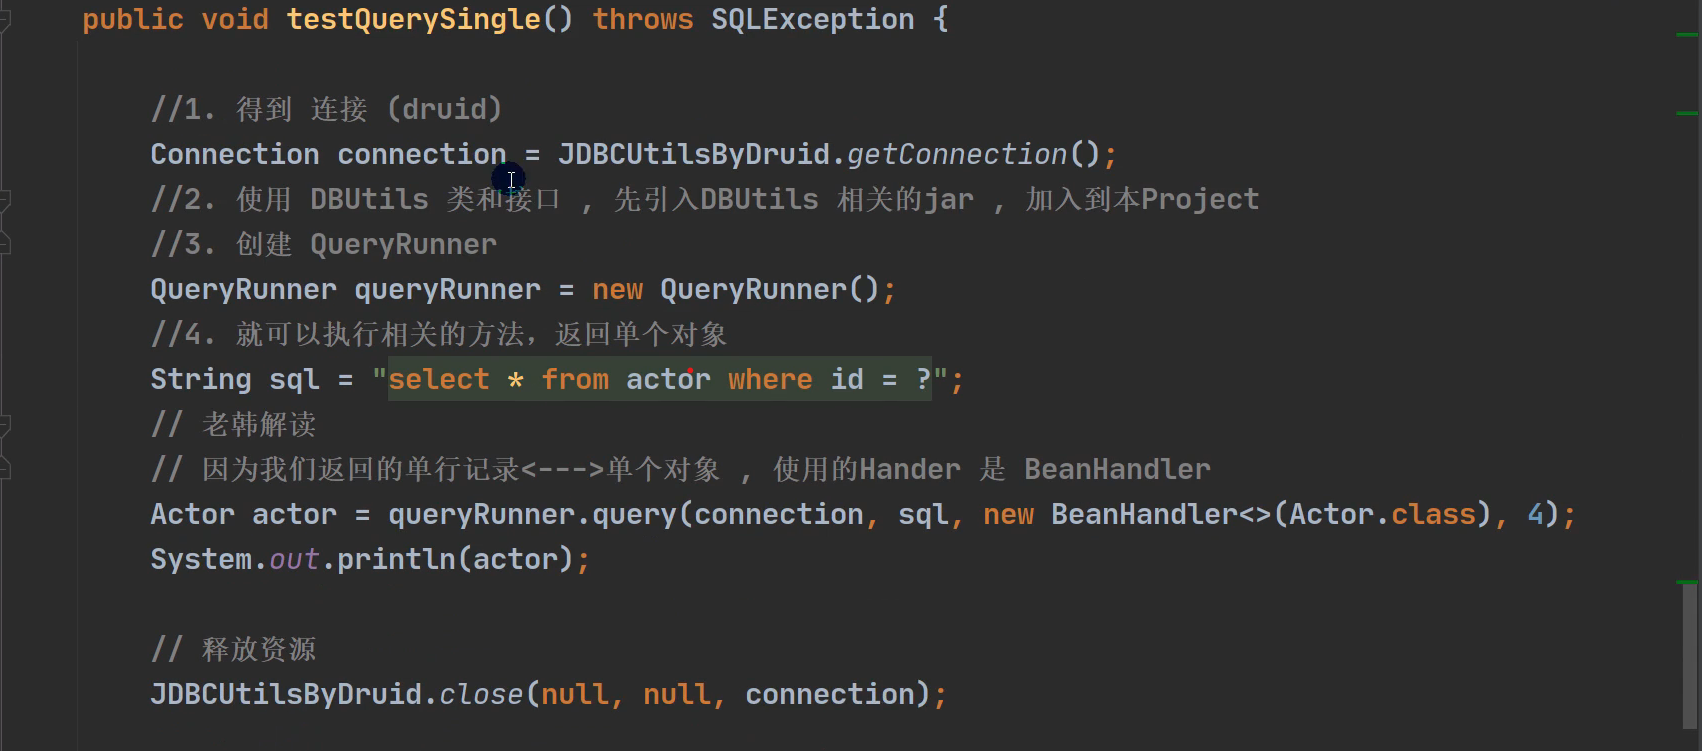 public void testQuerySingle() throws SQLException {
//1. 得到 连接 (druid)
Connection connection = JDBCUtilsByDruid.getConnection();
//2. 使用 DBUtils 类和接口 , 先引入DBUtils 相关的jar , 加入到本Project
//3. 创建 QueryRunner
QueryRunner queryRunner = new QueryRunner();
//4. 就可以执行相关的方法，返回单个对象
String sql = "select * from actor where id = ?";
// 老韩解读
// 因为我们返回的单行记录<--->单个对象 , 使用的Hander 是 BeanHandler
Actor actor = queryRunner.query(connection, sql, new BeanHandler<>(Actor.class), 4);
System.out.println(actor);
// 释放资源
JDBCUtilsByDruid.close(null, null, connection);